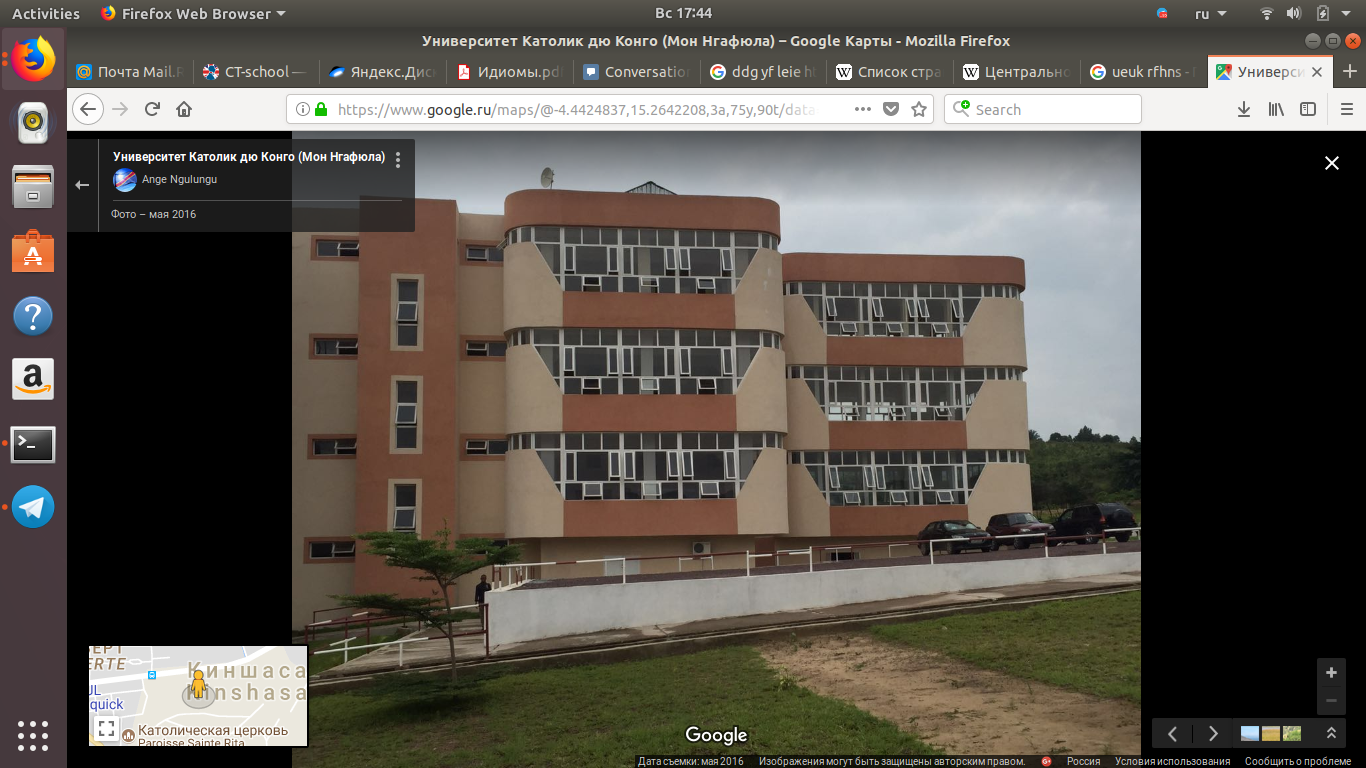 Activities
Firefox Web Browser
Вс 17:44
ru
Университет Католик дю Конго (Мон Нгафюла) – Google Карты - Mozilla Firefox
Почта Mail.R
CT-school —
Яндекс.Дис
Идиомы.pdf
Conversation
ddg yf leie ht
Список стра
Центрально
ueuk rfhns - 
Универси
https://www.google.ru/maps/@-4.4424837,15.2642208,3a,75y,90t/data
Search
Университет Католик дю Конго (Мон Нгафюла)
Ange Ngulungu
Фото – мая 2016
ERTE
Киншаса
Kinshasa
UL
quick
Католическая церковь
Paroisse Sainte Rita
Google
Дата съемки: мая 2016
Изображения могут быть защищены авторским правом.
Россия
Условия использования
Сообщить о проблеме